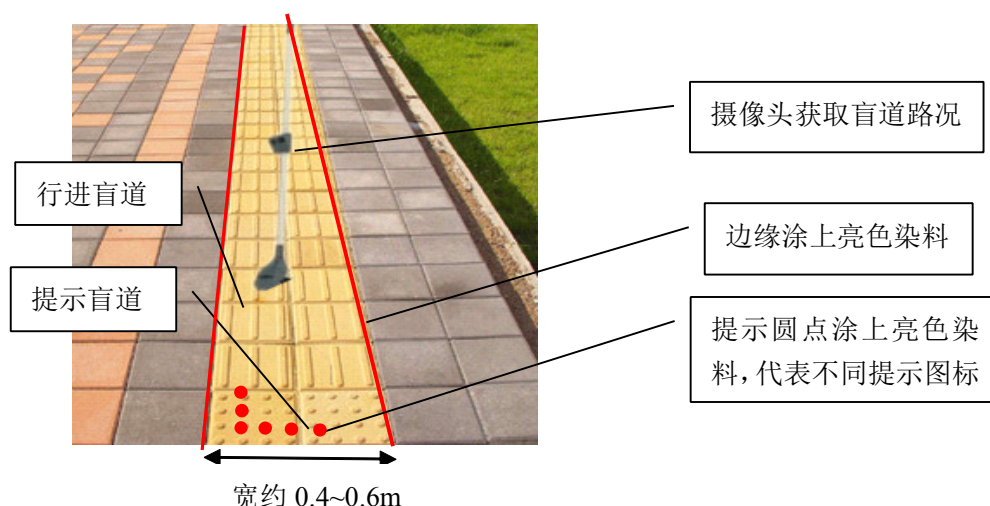 摄像头获取盲道路况
行进盲道
边缘涂上亮色染料
提示盲道
提示圆点涂上亮色染
料,代表不同提示图标
宽约 0.4~0.6m